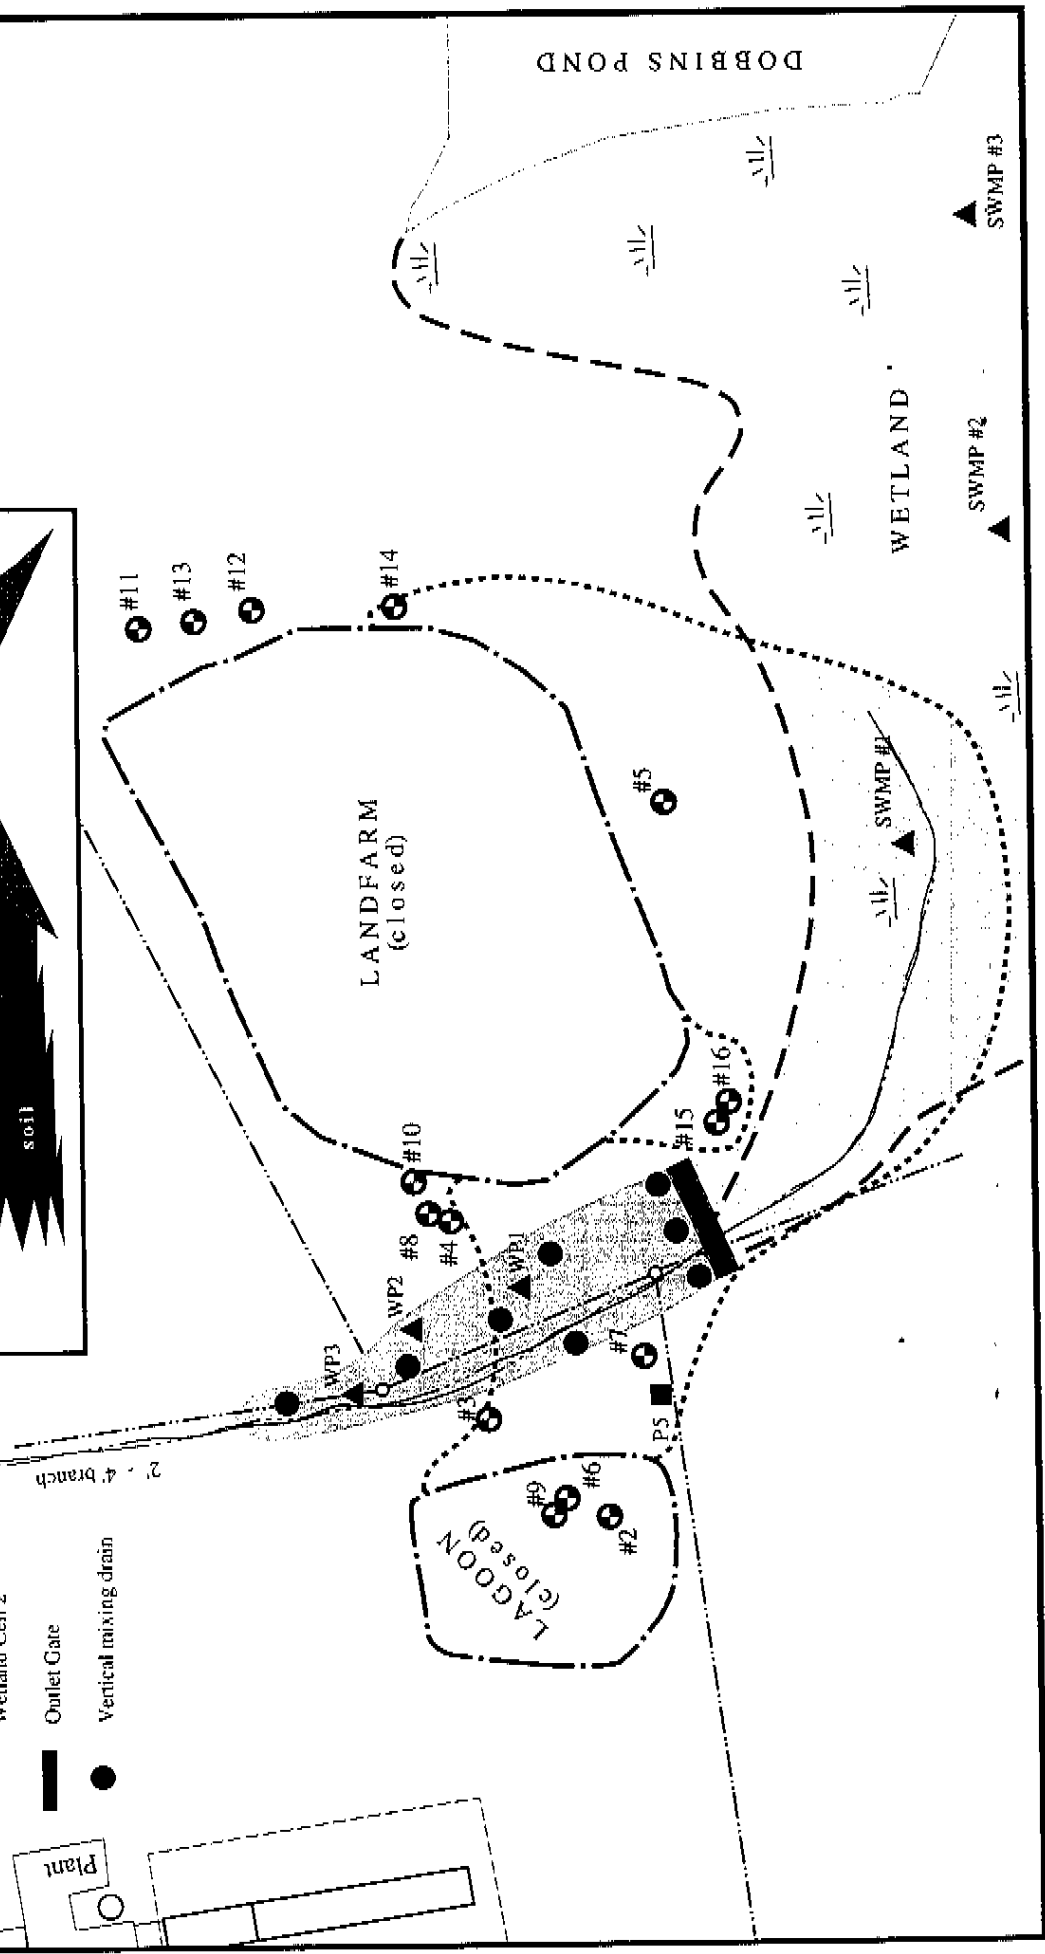 soil
Wetland Cell 2
Outlet Gate
Vertical mixing drain
Plant
2' - 4' branch
LAGOON
(closed)
#9
#6
#2
#3
#7
P5
WP3
WP2
WP1
#8
#4
#10
#15
#16
LANDFARM
(closed)
#5
#11
#13
#12
#14
SWMP #1
WETLAND
SWMP #2
SWMP #3
DOBBINS POND